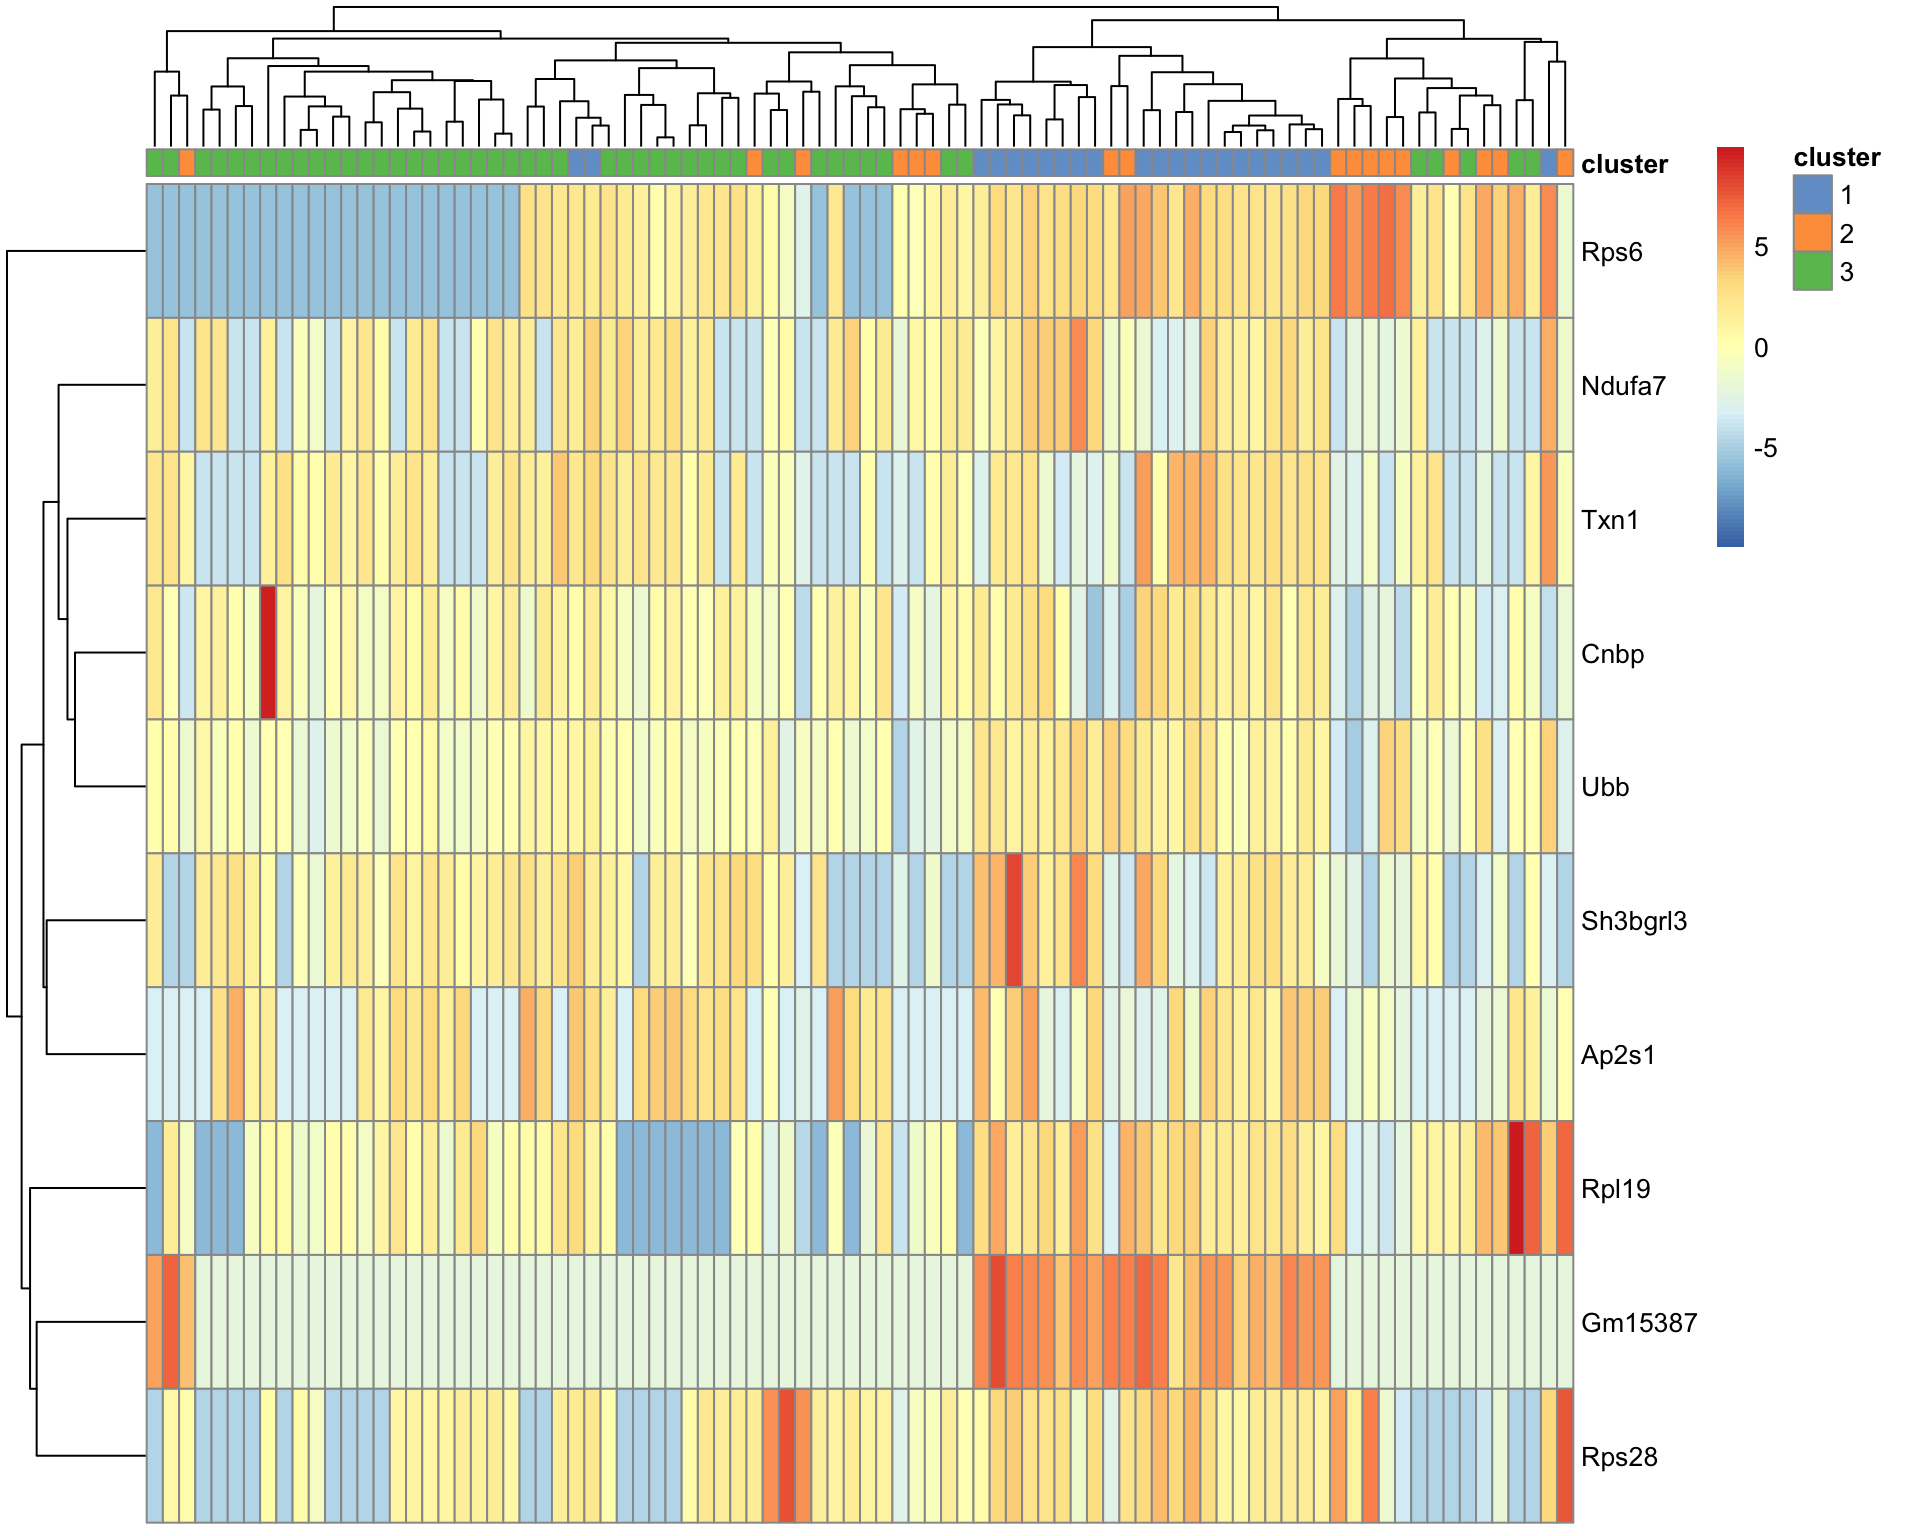 cluster
cluster
1
2
3
5
0
-5
Rps6
Ndufa7
Txn1
Cnbp
Ubb
Sh3bgrl3
Ap2s1
Rpl19
Gm15387
Rps28